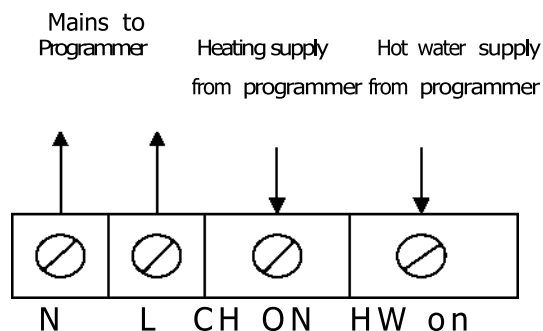 Mains to
Programmer
Heating supply
from programmer
Hot water supply
from programmer
N L CH ON HW on